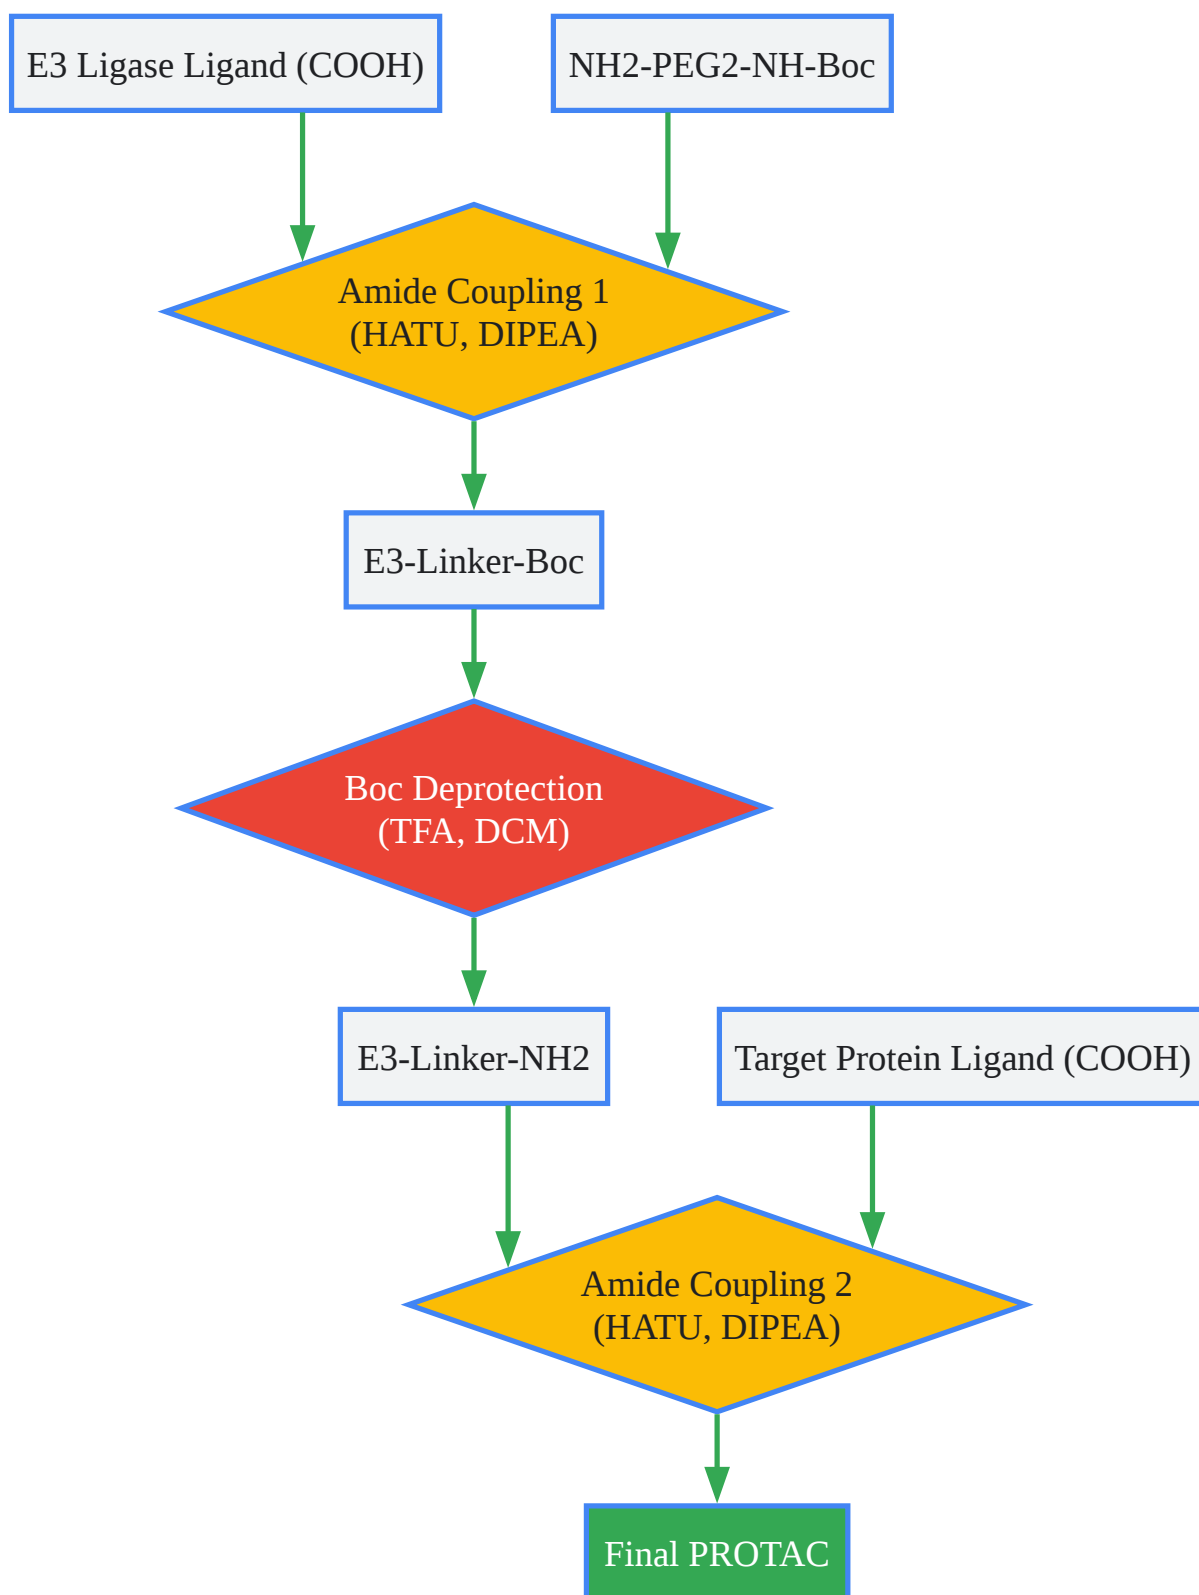 E3 Ligase Ligand (COOH)
NH2-PEG2-NH-Boc
Amide Coupling 1
(HATU, DIPEA)
E3-Linker-Boc
Boc Deprotection
(TFA, DCM)
E3-Linker-NH2
Target Protein Ligand (COOH)
Amide Coupling 2
(HATU, DIPEA)
Final PROTAC